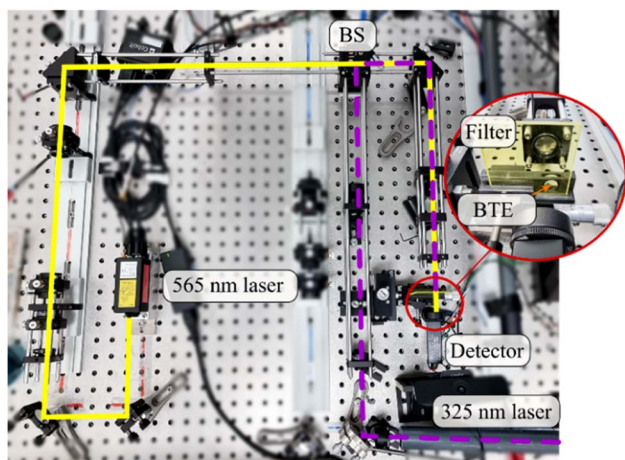 BS
Filter
BTE
565 nm laser
Detector
325 nm laser